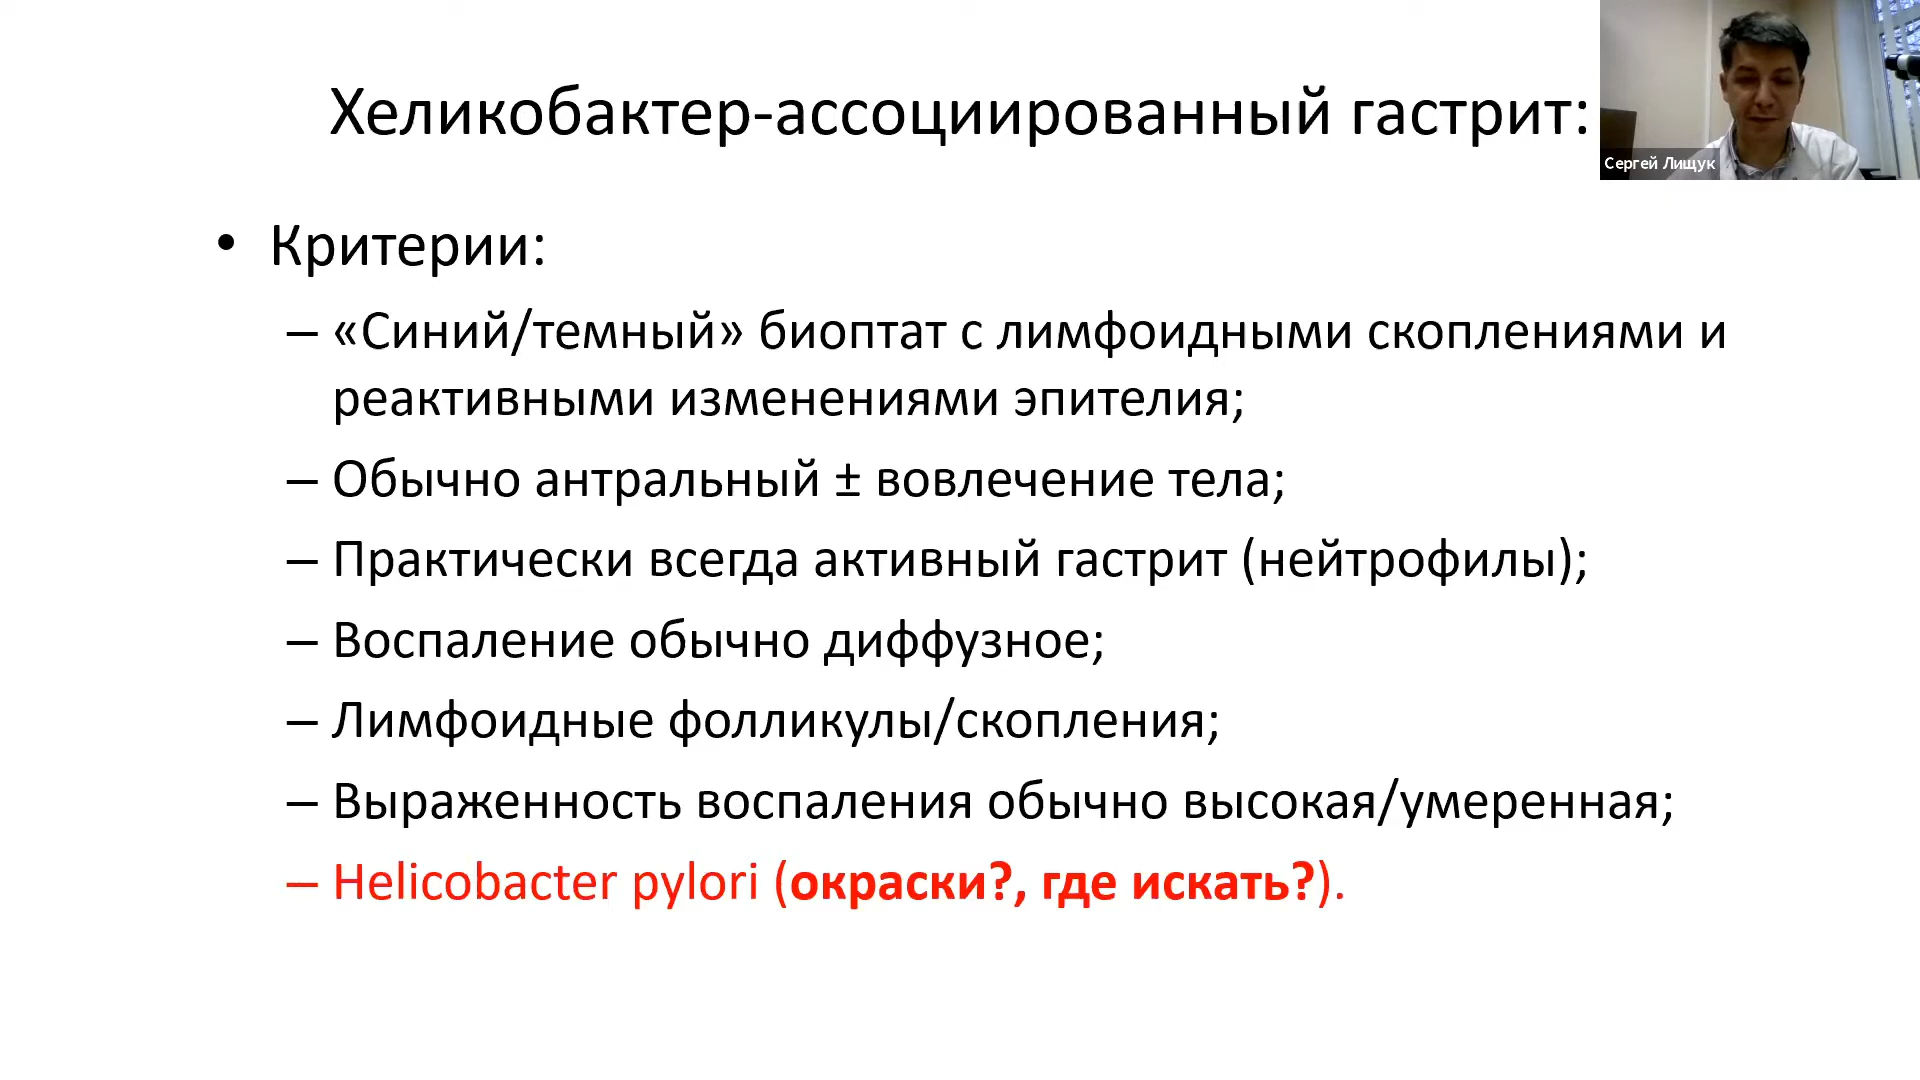 Хеликобактер-ассоциированный гастрит:
Сергей Лищук
• Критерии:
– «Синий/темный» биоптат с лимфоидными скоплениями и
реактивными изменениями эпителия;
– Обычно антральный ± вовлечение тела;
– Практически всегда активный гастрит (нейтрофилы);
– Воспаление обычно диффузное;
– Лимфоидные фолликулы/скопления;
– Выраженность воспаления обычно высокая/умеренная;
– Helicobacter pylori (окраски?, где искать?).